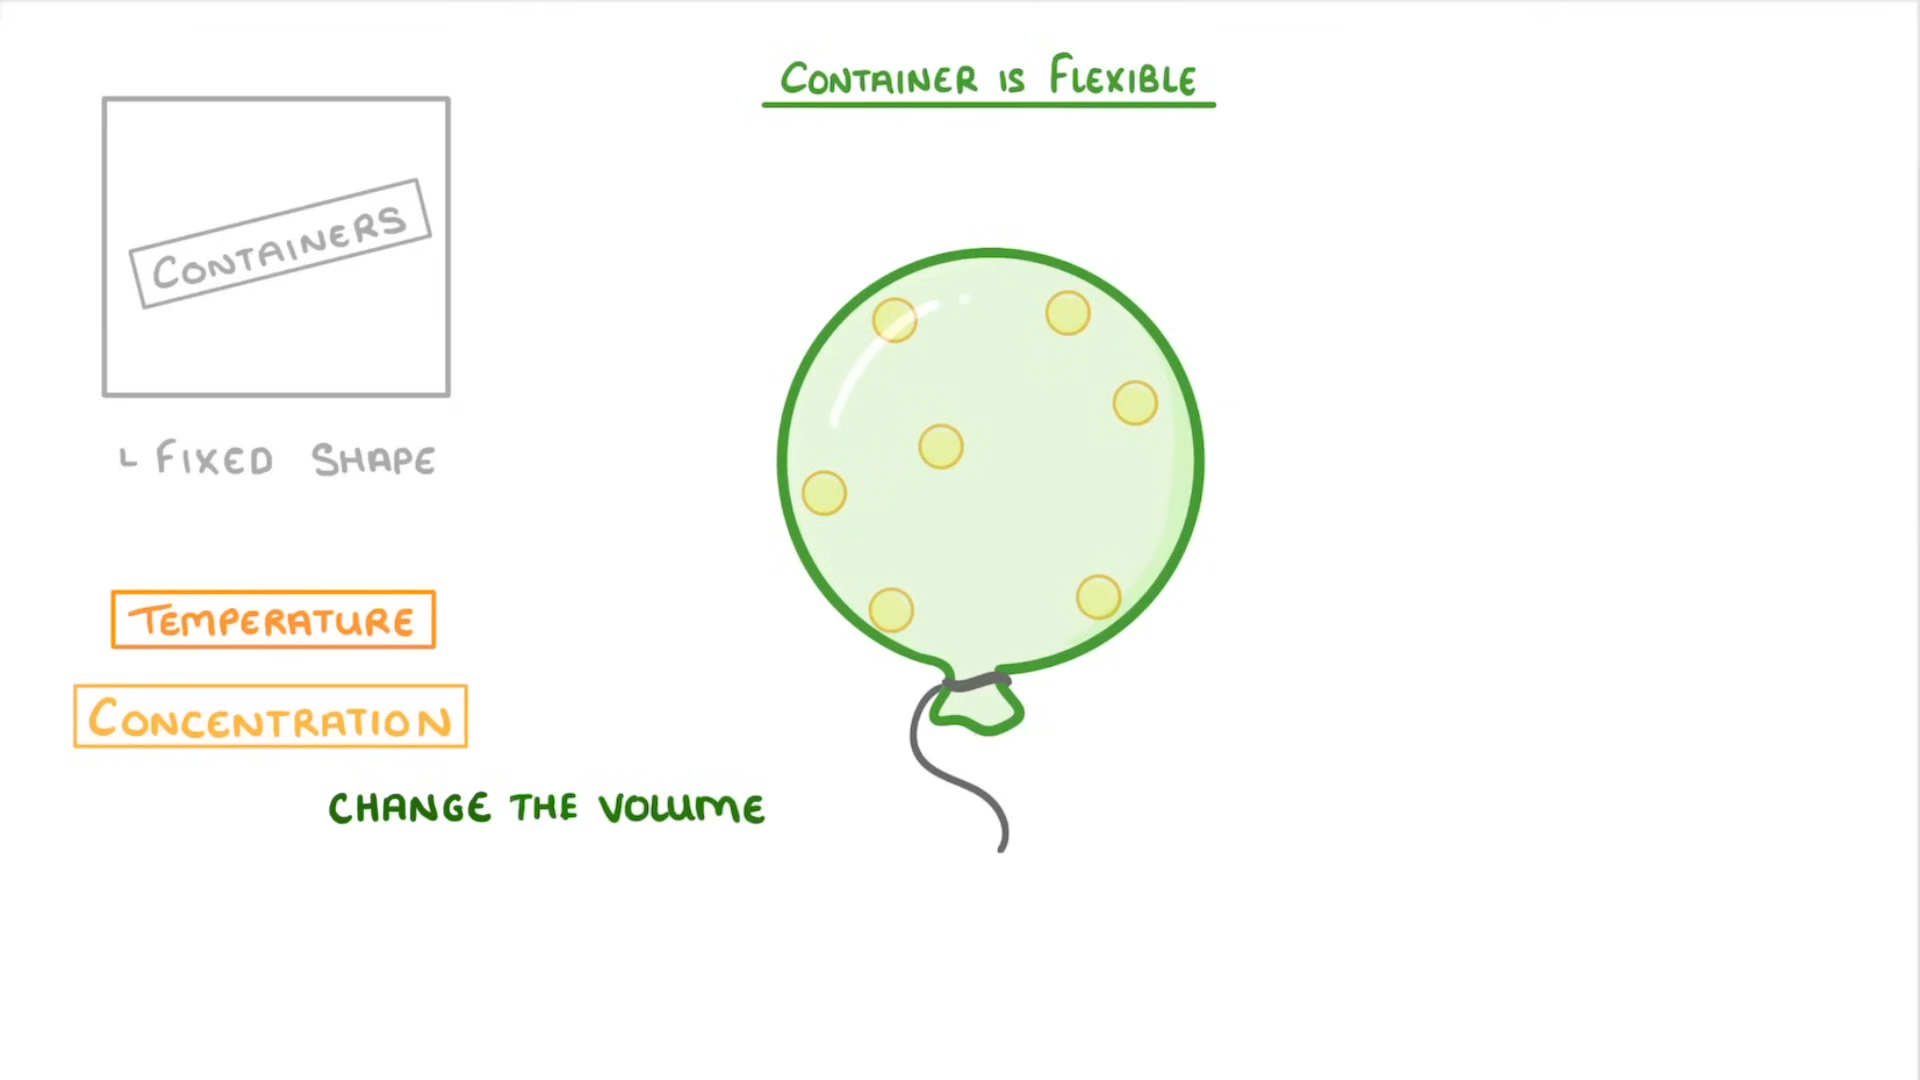 CONTAINER IS FLEXIBLE
CONTAINERS
FIXED SHAPE
TEMPERATURE
CONCENTRATION
CHANGE THE VOLUME